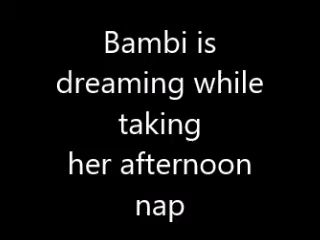 Bambi is
dreaming while
taking
her afternoon
nap